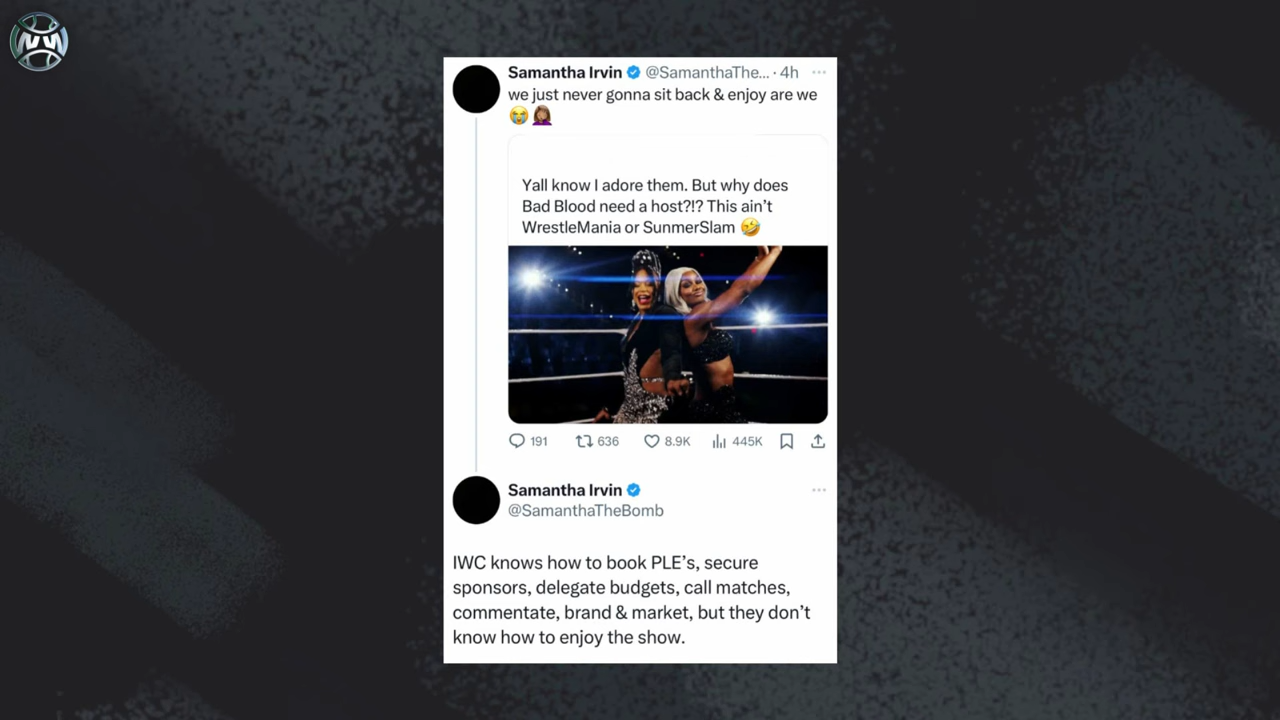 Samantha Irvin @SamanthaThe... · 4h
we just never gonna sit back & enjoy are we
😭🤦🏽‍♀️
Yall know I adore them. But why does
Bad Blood need a host?!? This ain't
WrestleMania or SunmerSlam 🤣
191 636 8.9K 445K
Samantha Irvin
@SamanthaTheBomb
IWC knows how to book PLE's, secure
sponsors, delegate budgets, call matches,
commentate, brand & market, but they don't
know how to enjoy the show.